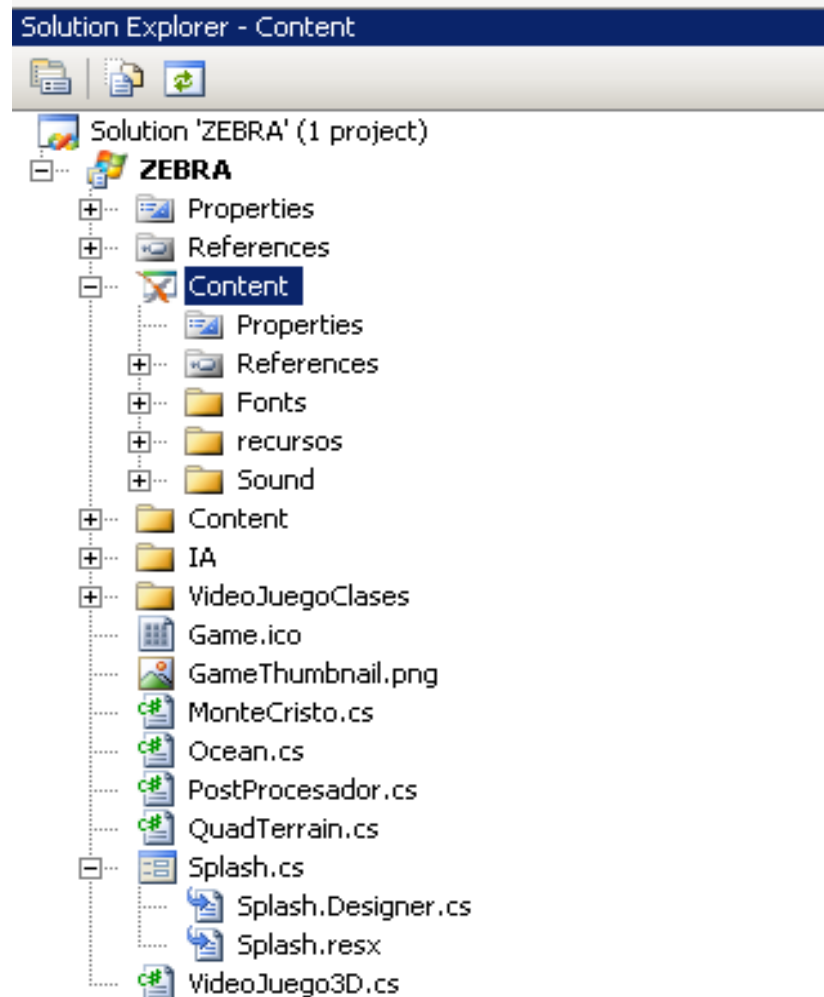 Solution Explorer - Content
Solution 'ZEBRA' (1 project)
ZEBRA
Properties
References
Content
Properties
References
Fonts
recursos
Sound
Content
IA
VideoJuegoClases
Game.ico
GameThumbnail.png
MonteCristo.cs
Ocean.cs
PostProcesador.cs
QuadTerrain.cs
Splash.cs
Splash.Designer.cs
Splash.resx
VideoJuego3D.cs